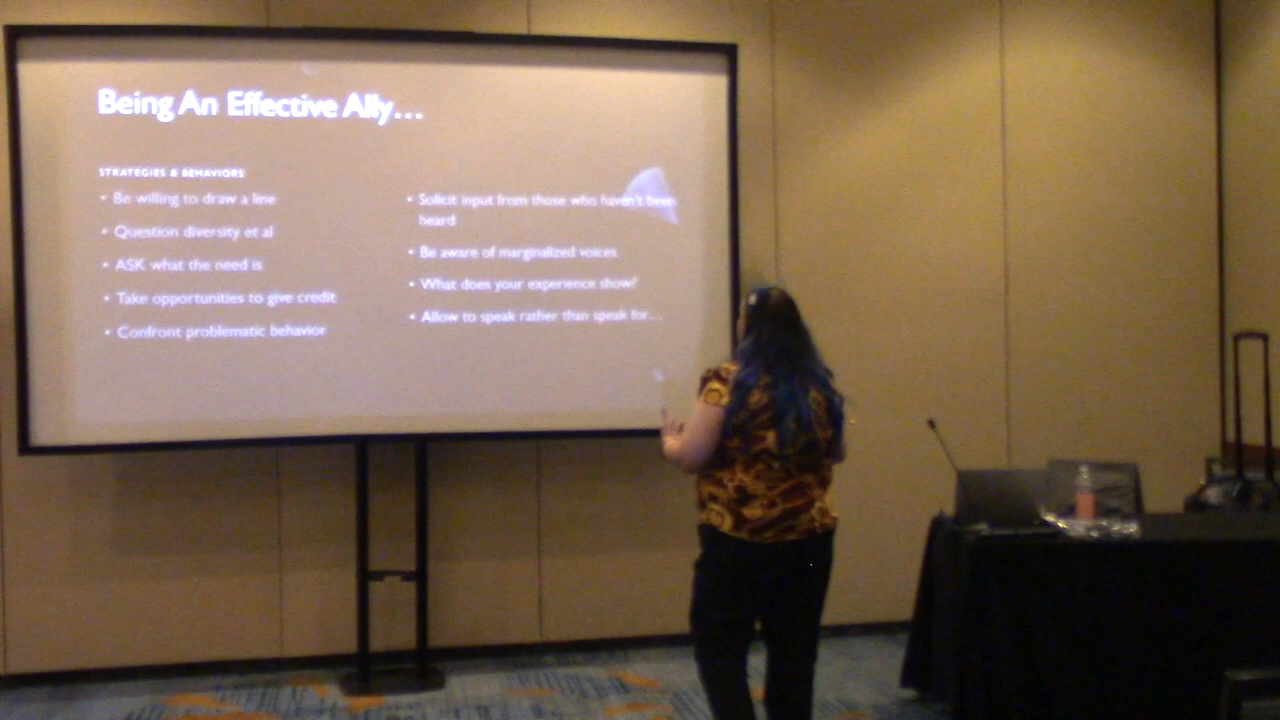 Being An Effective Ally...
STRATEGIES & BEHAVIORS
• Be willing to draw a line
• Question diversity et al
• ASK what the need is
• Take opportunities to give credit
• Confront problematic behavior
• Solicit input from those who haven't been
heard
• Be aware of marginalized voices
• What does your experience show?
• Allow to speak rather than speak for...